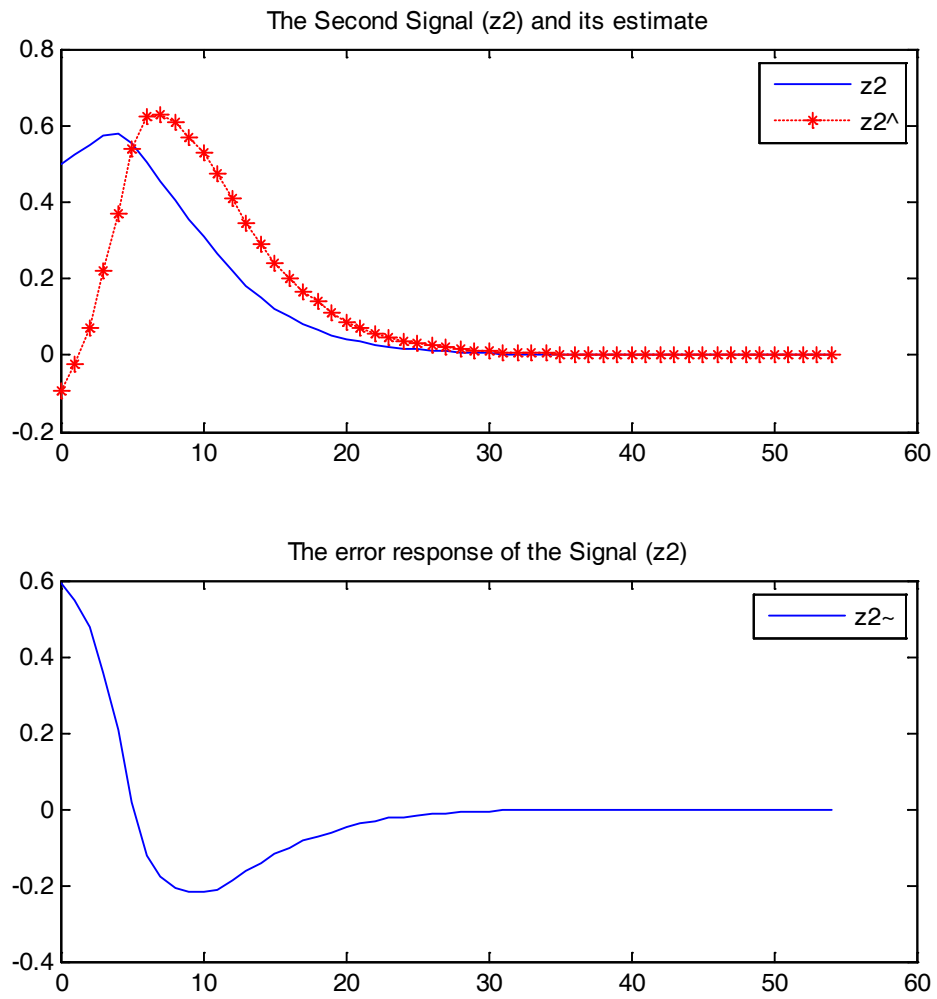 The Second Signal (z2) and its estimate
0.8
0.6
0.4
0.2
0
-0.2
z2
z2^
0 10 20 30 40 50 60
The error response of the Signal (z2)
0.6
0.4
0.2
0
-0.2
-0.4
z2~
0 10 20 30 40 50 60